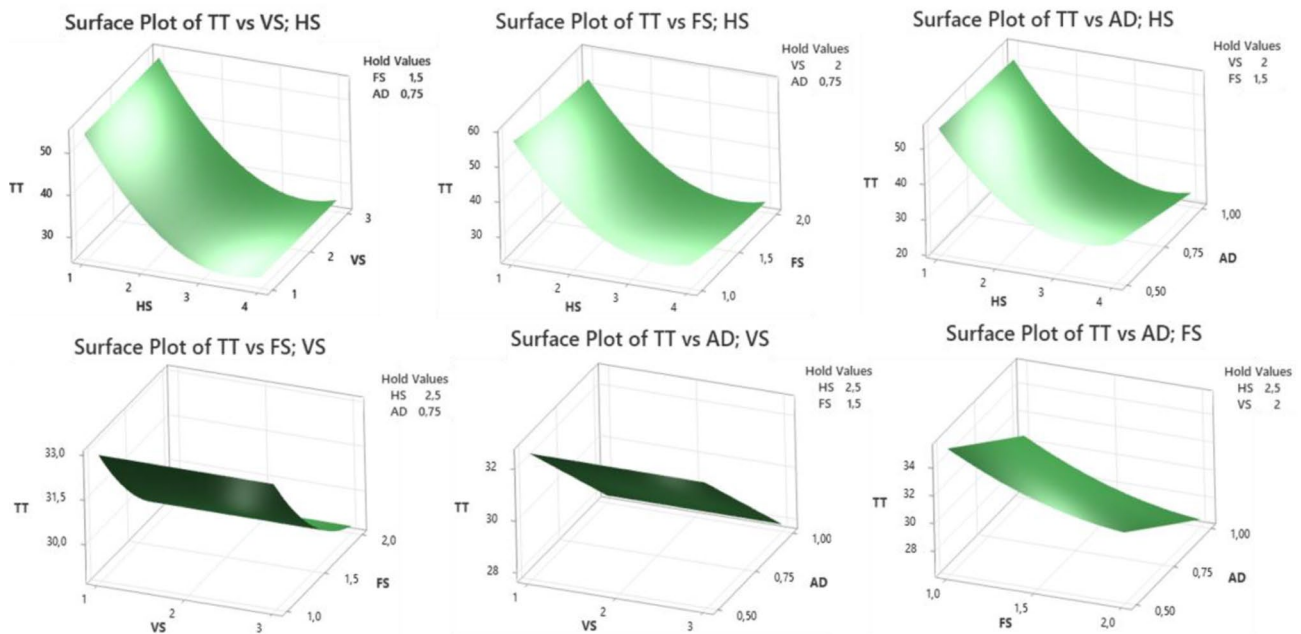 Surface Plot of TT vs VS; HS
Hold Values
FS 1,5
AD 0,75
50
40
30
TT
1
2
3
4
HS
1
2
3
VS
Surface Plot of TT vs FS; HS
Hold Values
VS 2
AD 0,75
60
50
40
30
TT
1
2
3
4
HS
1,0
1,5
2,0
FS
Surface Plot of TT vs AD; HS
Hold Values
VS 2
FS 1,5
50
40
30
20
TT
1
2
3
4
HS
0,50
0,75
1,00
AD
Surface Plot of TT vs FS; VS
Hold Values
HS 2,5
AD 0,75
33,0
31,5
30,0
TT
1
2
3
VS
1,0
1,5
2,0
FS
Surface Plot of TT vs AD; VS
Hold Values
HS 2,5
FS 1,5
32
30
28
TT
1
2
3
VS
0,50
0,75
1,00
AD
Surface Plot of TT vs AD; FS
Hold Values
HS 2,5
VS 2
34
32
30
28
TT
1,0
1,5
2,0
FS
0,50
0,75
1,00
AD